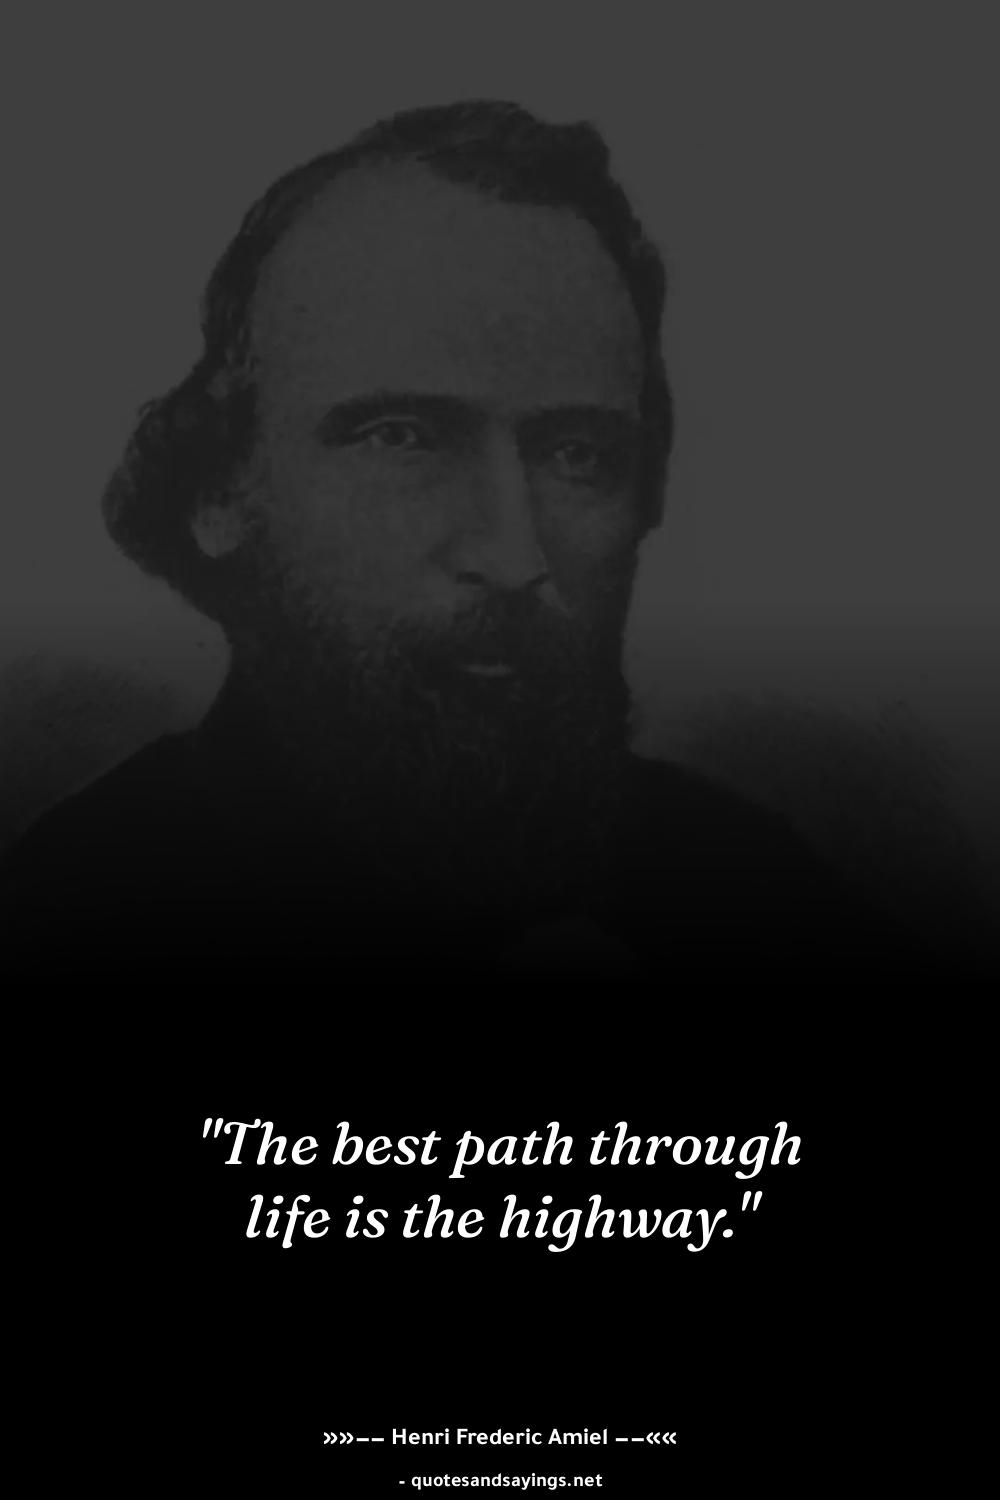 "The best path through
life is the highway."
»»–– Henri Frederic Amiel ––««
- quotesandsayings.net